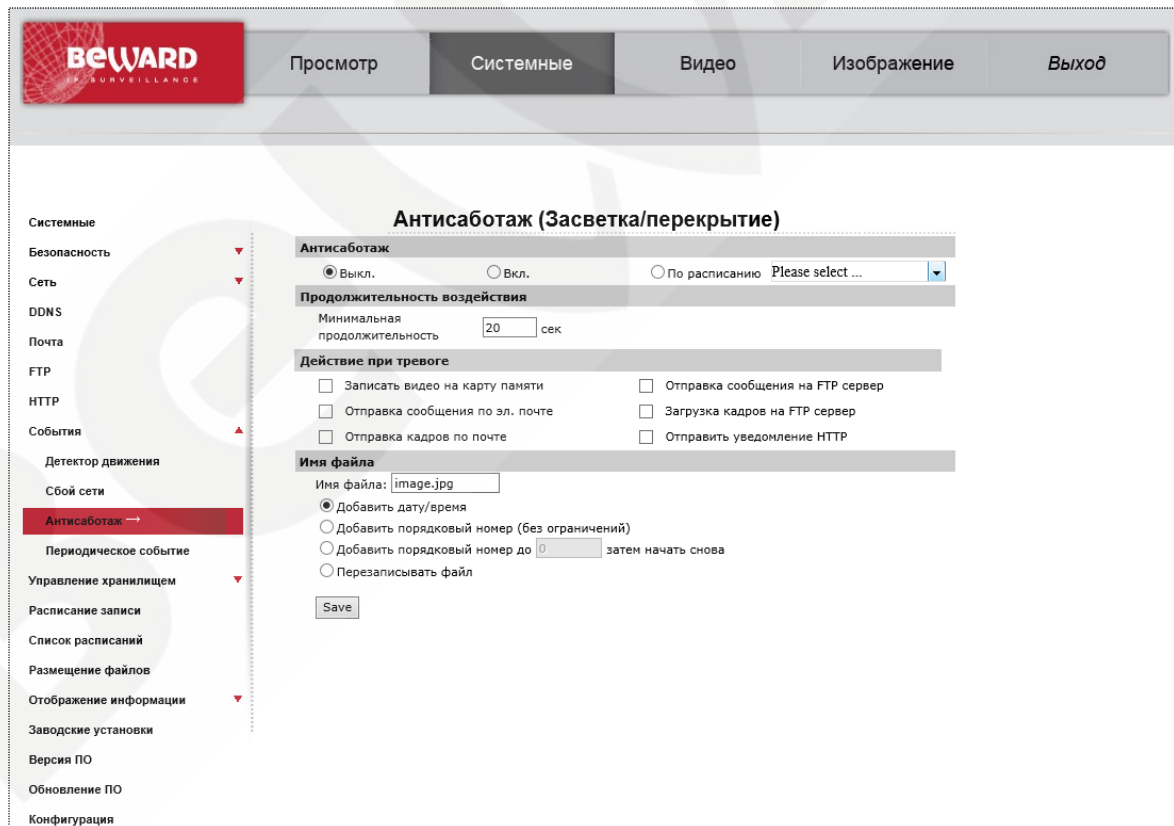 BEWARD
IP SURVEILLANCE
Просмотр
Системные
Видео
Изображение
Выход
Системные
Безопасность
Сеть
DDNS
Почта
FTP
HTTP
События
Детектор движения
Сбой сети
Антисаботаж →
Периодическое событие
Управление хранилищем
Расписание записи
Список расписаний
Размещение файлов
Отображение информации
Заводские установки
Версия ПО
Обновление ПО
Конфигурация
Антисаботаж (Засветка/перекрытие)
Антисаботаж
Выкл. Вкл. По расписанию Please select ...
Продолжительность воздействия
Минимальная
продолжительность 20 сек
Действие при тревоге
Записать видео на карту памяти Отправка сообщения на FTP сервер
Отправка сообщения по эл. почте Загрузка кадров на FTP сервер
Отправка кадров по почте Отправить уведомление HTTP
Имя файла
Имя файла: image.jpg
Добавить дату/время
Добавить порядковый номер (без ограничений)
Добавить порядковый номер до 0 затем начать снова
Перезаписывать файл
Save